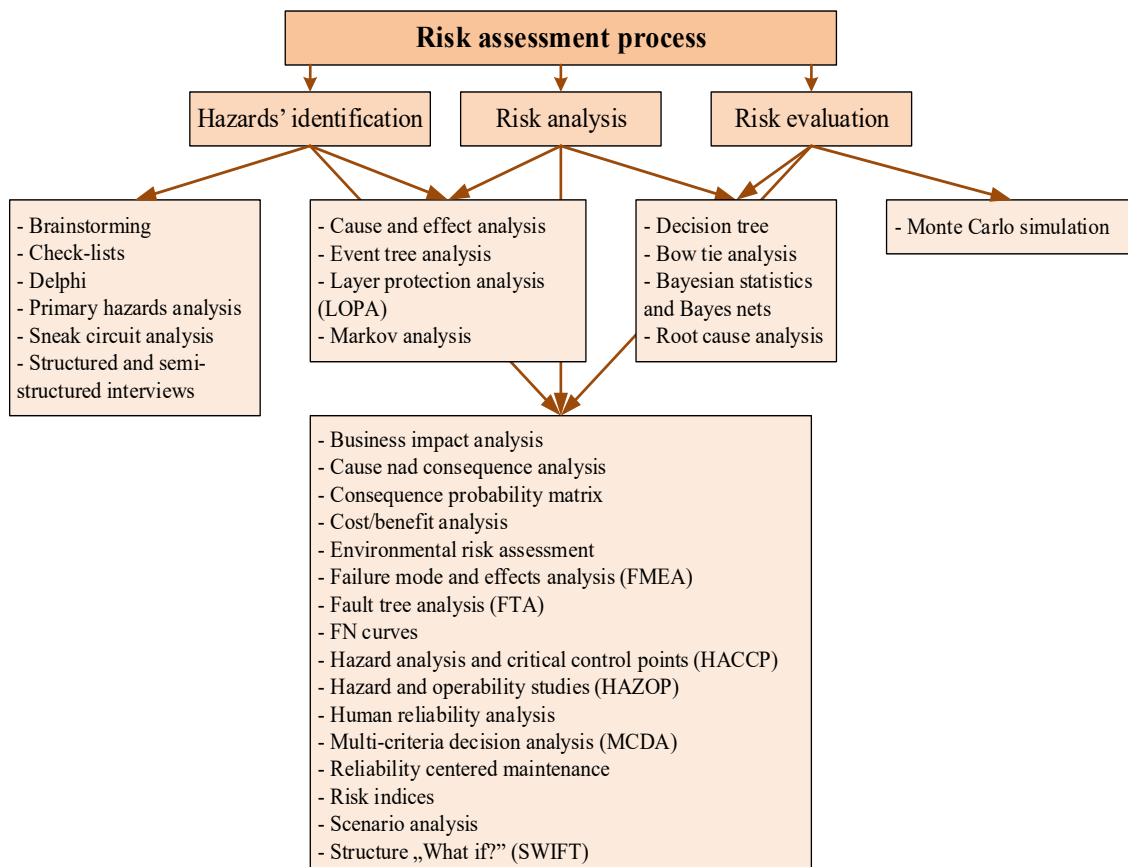 Risk assessment process
Hazards’ identification
Risk analysis
Risk evaluation
- Brainstorming
- Check-lists
- Delphi
- Primary hazards analysis
- Sneak circuit analysis
- Structured and semi-
structured interviews
- Cause and effect analysis
- Event tree analysis
- Layer protection analysis
(LOPA)
- Markov analysis
- Decision tree
- Bow tie analysis
- Bayesian statistics
and Bayes nets
- Root cause analysis
- Monte Carlo simulation
- Business impact analysis
- Cause nad consequence analysis
- Consequence probability matrix
- Cost/benefit analysis
- Environmental risk assessment
- Failure mode and effects analysis (FMEA)
- Fault tree analysis (FTA)
- FN curves
- Hazard analysis and critical control points (HACCP)
- Hazard and operability studies (HAZOP)
- Human reliability analysis
- Multi-criteria decision analysis (MCDA)
- Reliability centered maintenance
- Risk indices
- Scenario analysis
- Structure „What if?” (SWIFT)